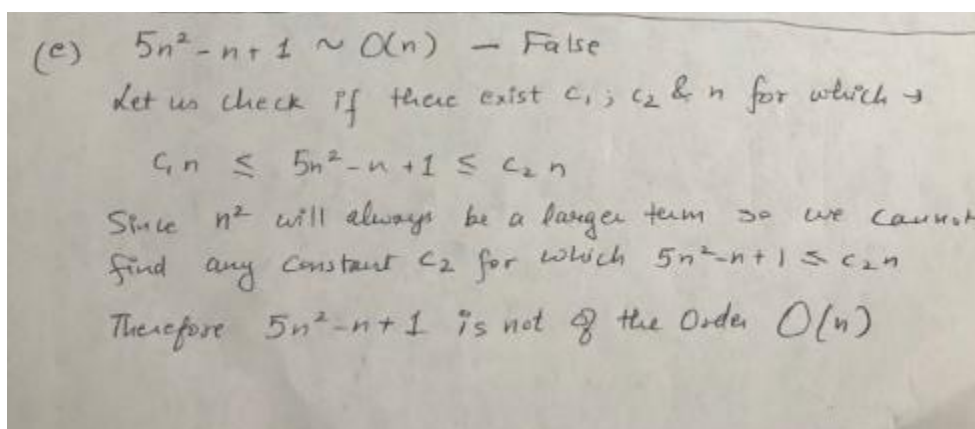 (e) 5n² - n + 1 ~ O(n) - False
Let us check if there exist c₁, c₂ & n for which →
c₁n ≤ 5n² - n + 1 ≤ c₂n
Since n² will always be a larger term so we cannot
find any constant c₂ for which 5n² - n + 1 ≤ c₂n
Therefore 5n² - n + 1 is not of the Order O(n)